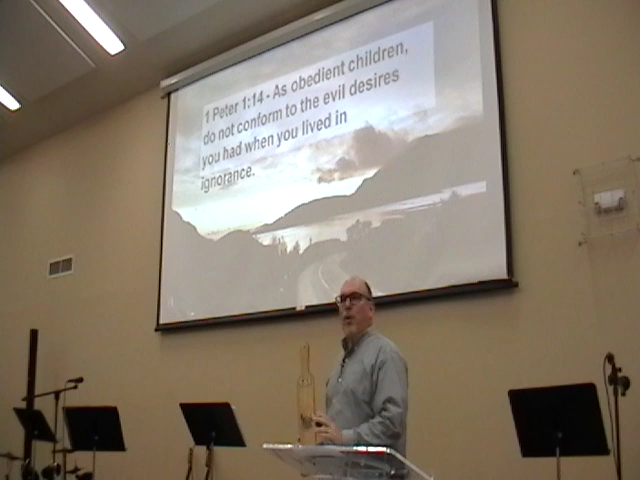 1 Peter 1:14 - As obedient children,
do not conform to the evil desires
you had when you lived in
ignorance.